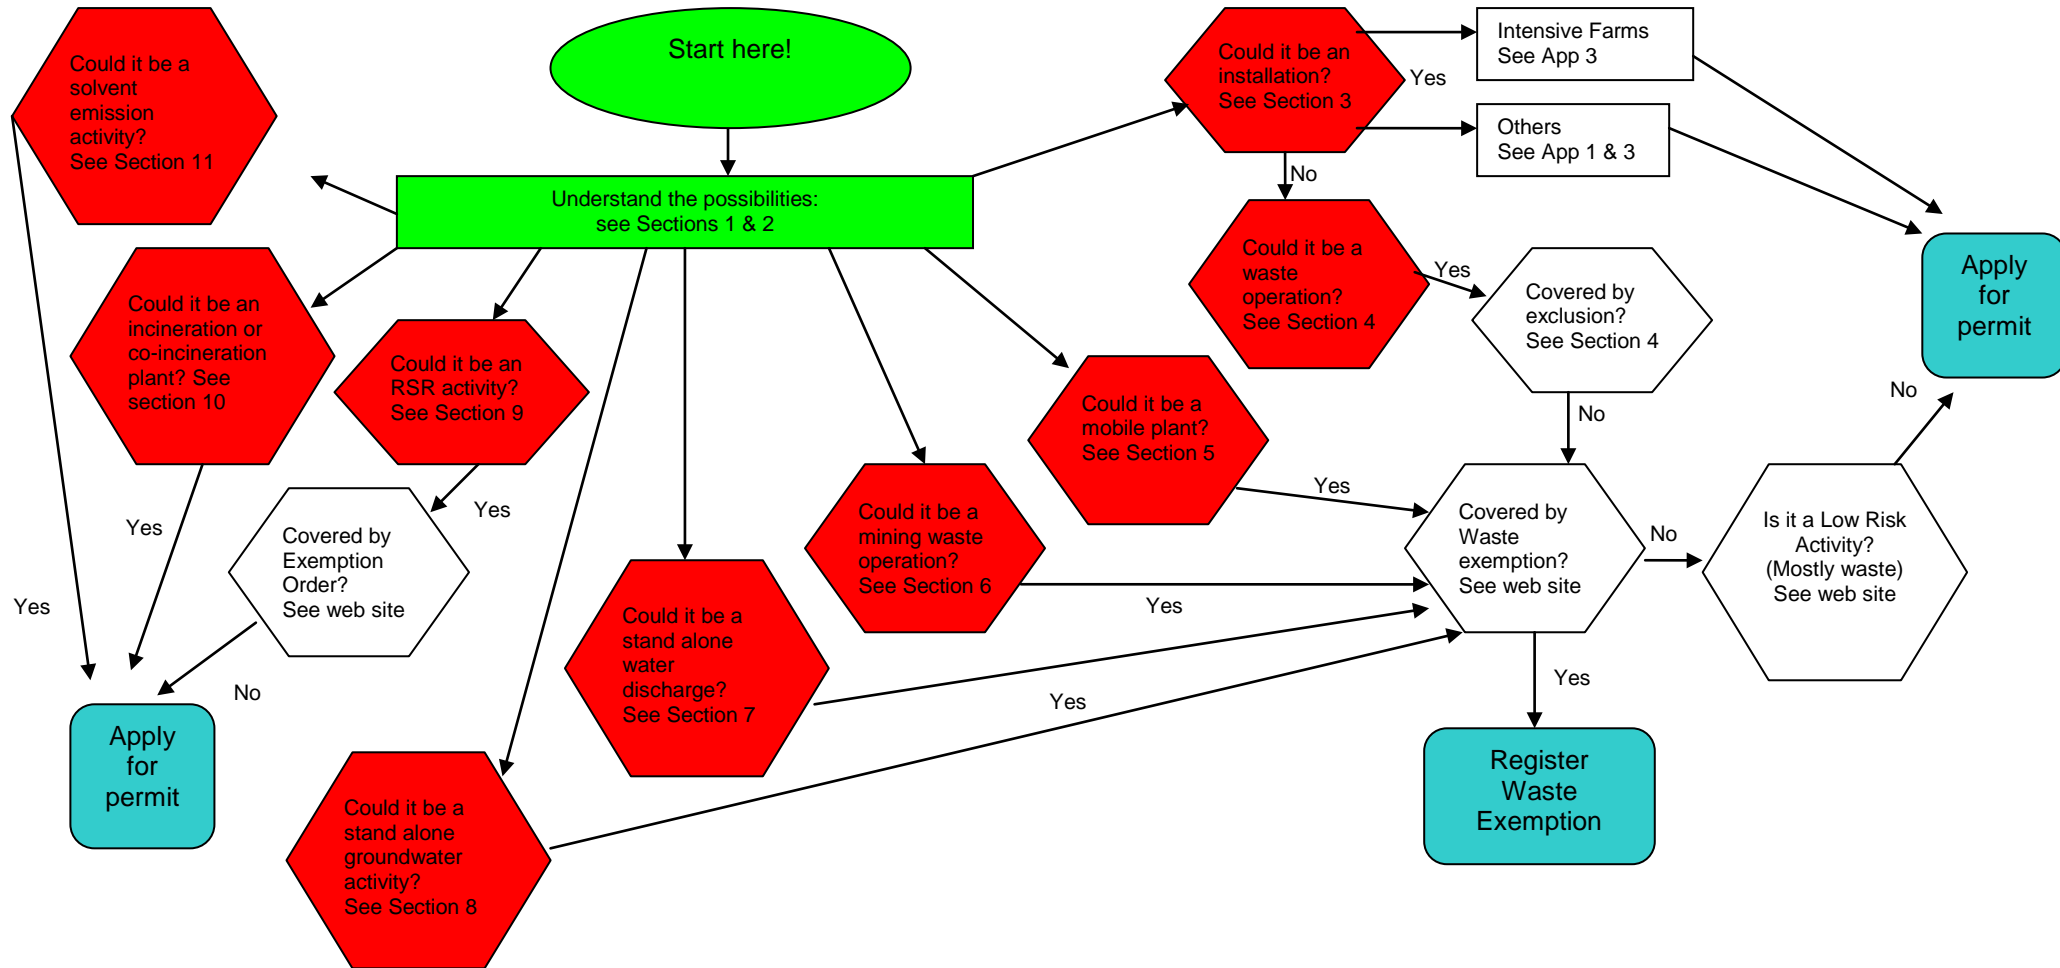 Start here!
Understand the possibilities:
see Sections 1 & 2
Could it be a
solvent
emission
activity?
See Section 11
Yes
Could it be an
incineration or
co-incineration
plant? See
section 10
Yes
Could it be an
RSR activity?
See Section 9
Yes
Covered by
Exemption
Order?
See web site
No
Apply
for
permit
Could it be a
stand alone
groundwater
activity?
See Section 8
Yes
Could it be a
stand alone
water
discharge?
See Section 7
Could it be a
mining waste
operation?
See Section 6
Yes
Could it be a
mobile plant?
See Section 5
Yes
Could it be an
installation?
See Section 3
Yes
Intensive Farms
See App 3
Others
See App 1 & 3
No
Could it be a
waste
operation?
See Section 4
Yes
Covered by
exclusion?
See Section 4
No
Covered by
Waste
exemption?
See web site
No
Is it a Low Risk
Activity?
(Mostly waste)
See web site
No
Apply
for
permit
Yes
Register
Waste
Exemption